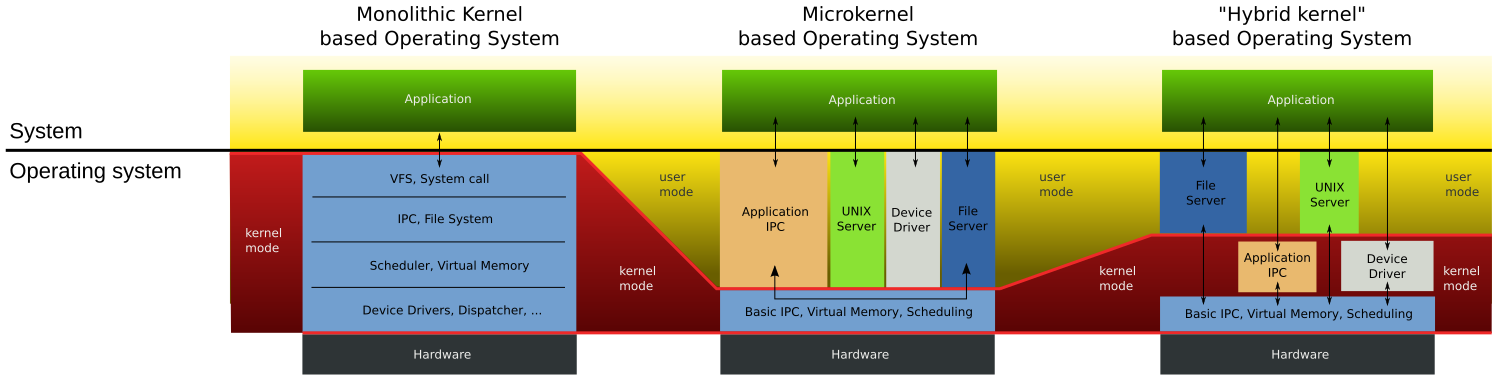 Monolithic Kernel
based Operating System
Microkernel
based Operating System
"Hybrid kernel"
based Operating System
System
Operating system
Application
VFS, System call
IPC, File System
Scheduler, Virtual Memory
Device Drivers, Dispatcher, ...
Hardware
kernel
mode
user
mode
kernel
mode
Application
Application
IPC
UNIX
Server
Device
Driver
File
Server
Basic IPC, Virtual Memory, Scheduling
Hardware
user
mode
kernel
mode
Application
File
Server
UNIX
Server
Application
IPC
Device
Driver
Basic IPC, Virtual Memory, Scheduling
Hardware
user
mode
kernel
mode